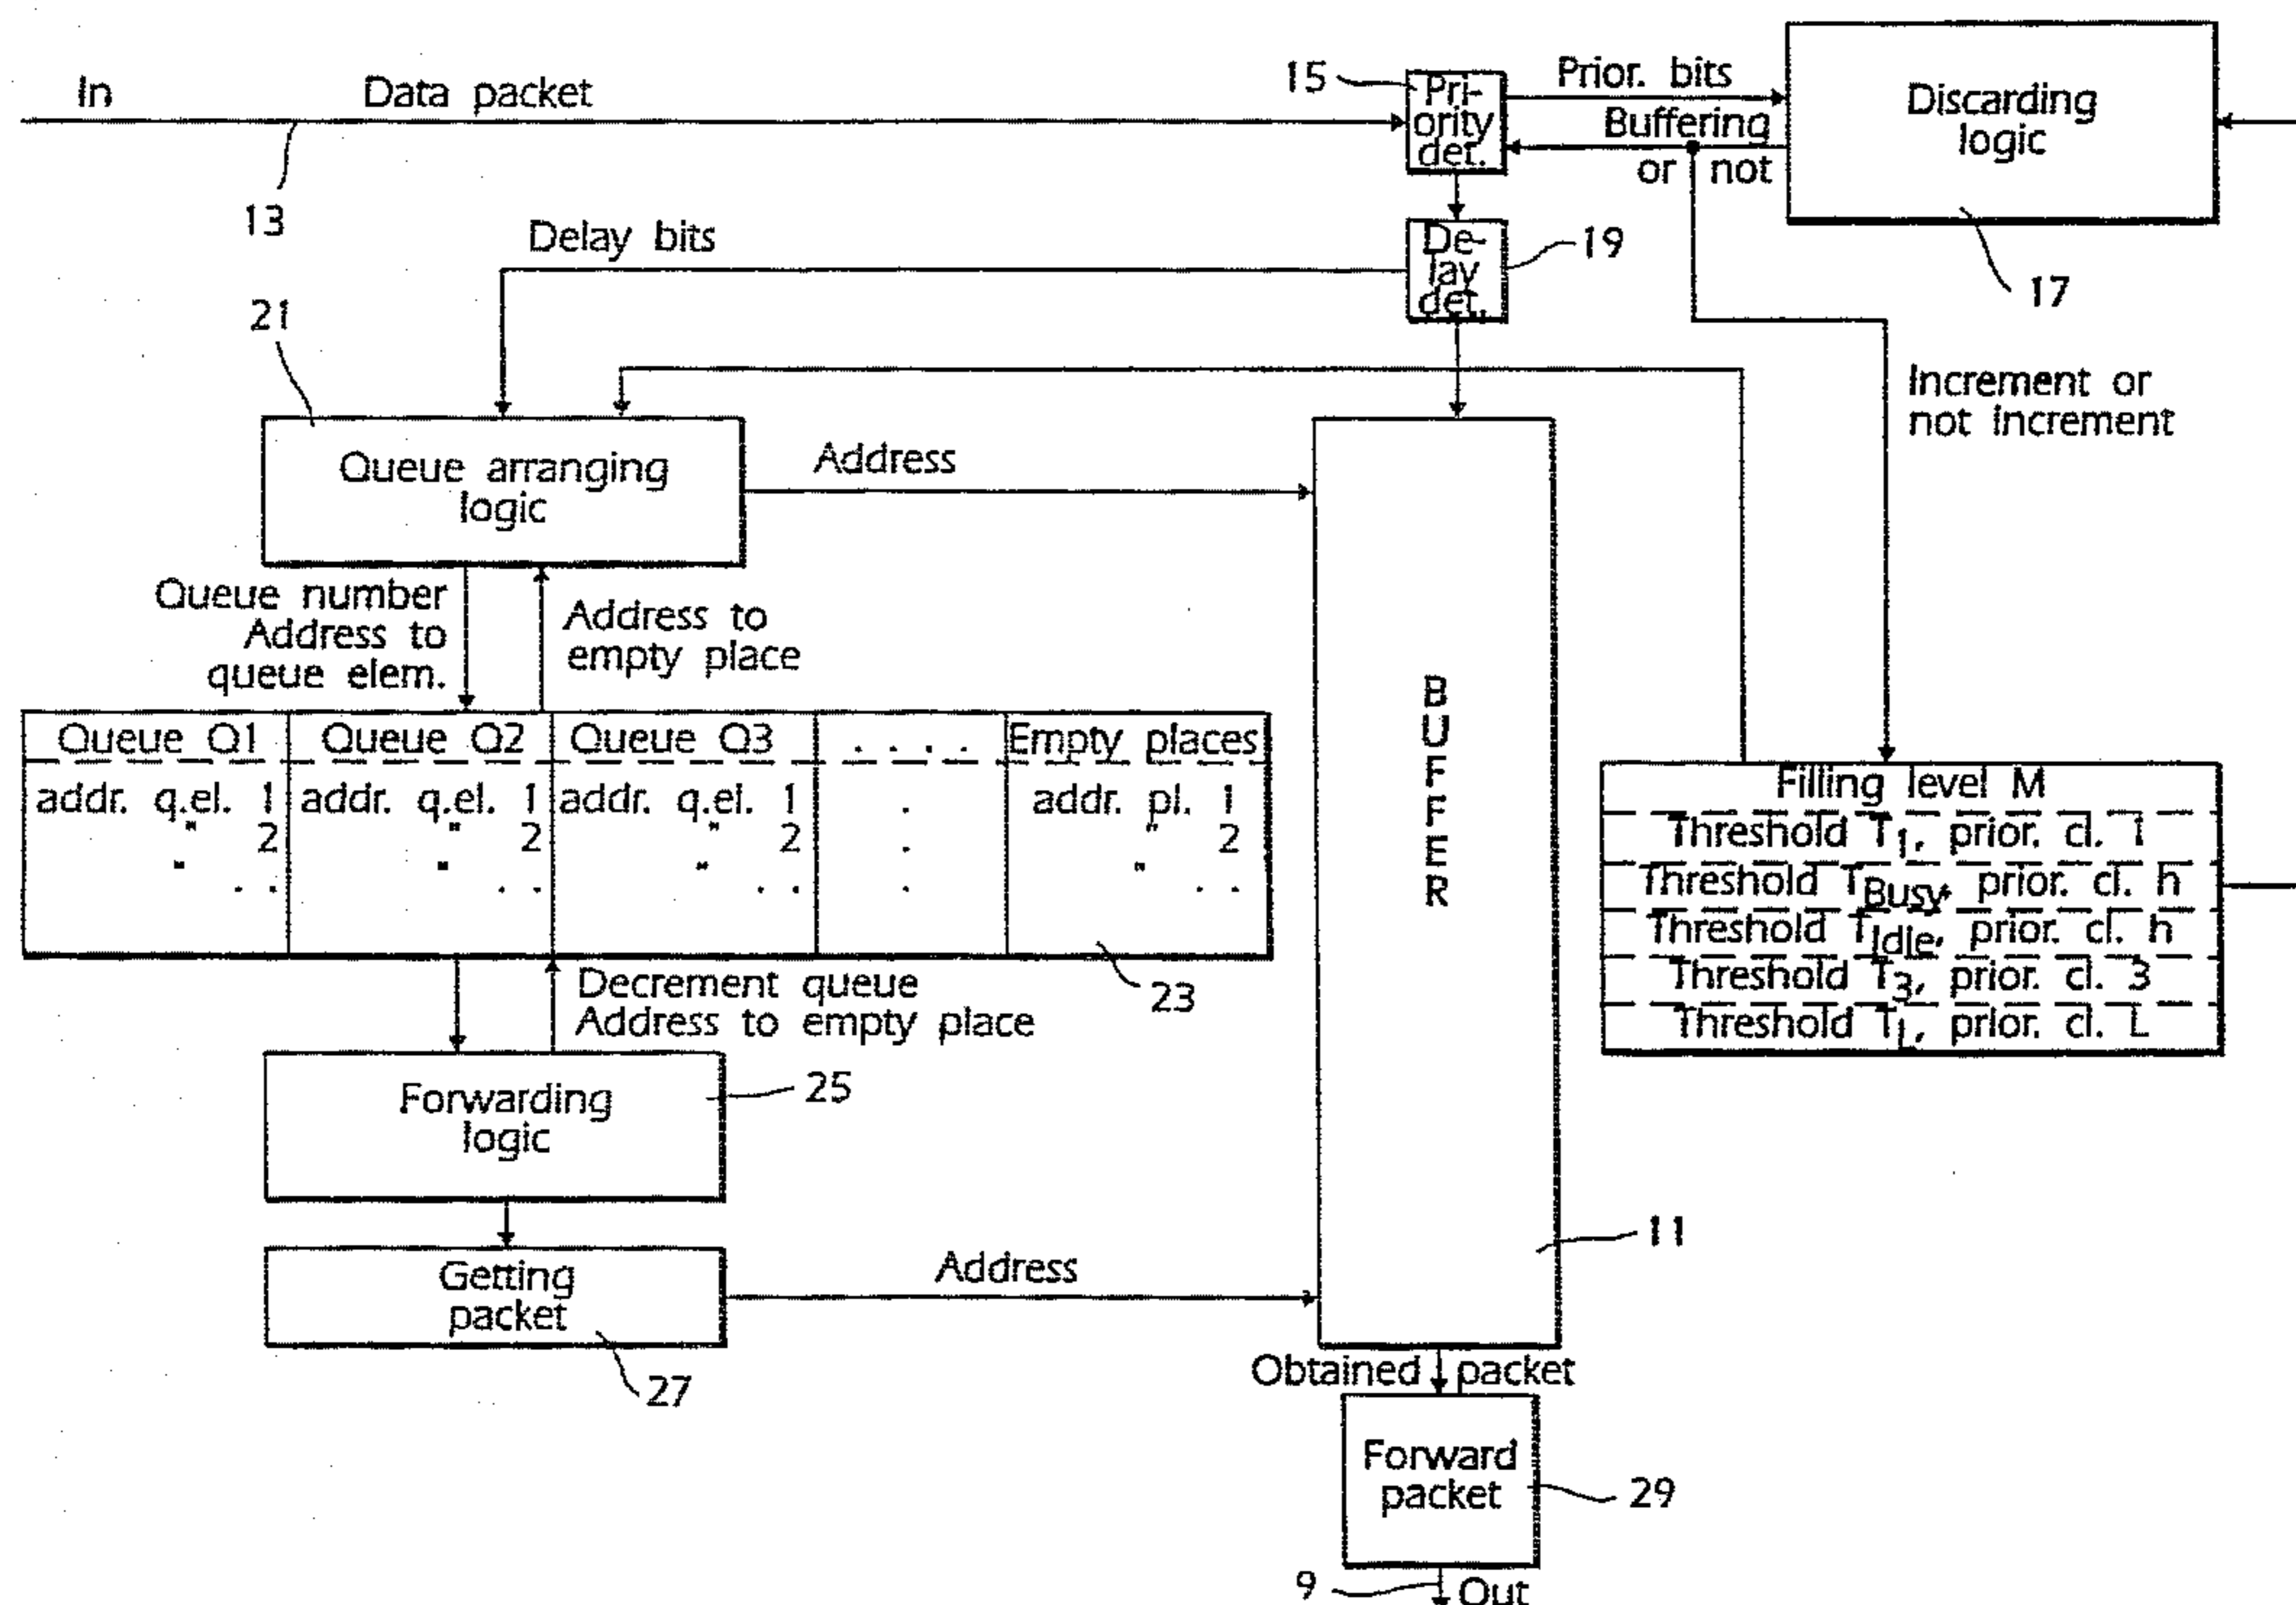 In
Data packet
13
15
Pri-
ority
det.
Prior. bits
Buffering
or not
Discarding
logic
17
Delay bits
De-
lay
det.
19
21
Queue arranging
logic
Address
Increment or
not increment
Queue number
Address to
queue elem.
Address to
empty place
Queue Q1
addr. q.el. 1
" 2
" . .
Queue Q2
addr. q.el. 1
" 2
" . .
Queue Q3
addr. q.el. 1
" 2
" . .
. . . .
.
.
.
Empty places
addr. pl. 1
" 2
" . .
23
BUFFER
11
Filling level M
Threshold T1, prior. cl. 1
Threshold TBusy, prior. cl. h
Threshold TIdle, prior. cl. h
Threshold T3, prior. cl. 3
Threshold TL, prior. cl. L
Decrement queue
Address to empty place
Forwarding
logic
25
Getting
packet
27
Address
Obtained packet
Forward
packet
29
9
Out